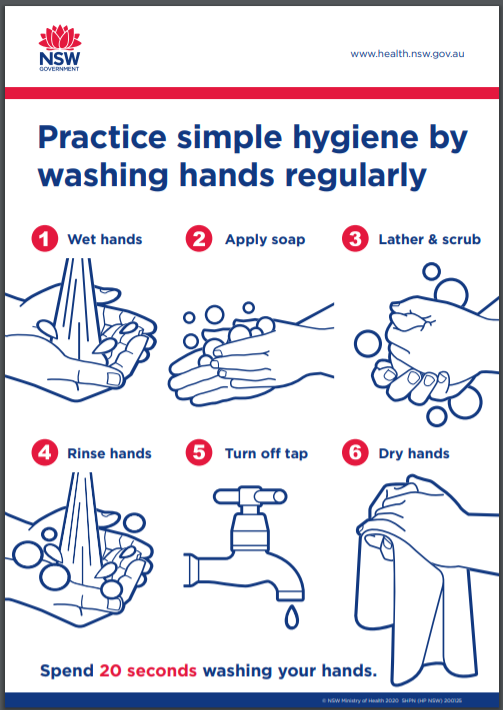 NSW
GOVERNMENT
www.health.nsw.gov.au
Practice simple hygiene by
washing hands regularly
1 Wet hands
2 Apply soap
3 Lather & scrub
4 Rinse hands
5 Turn off tap
6 Dry hands
Spend 20 seconds washing your hands.
© NSW Ministry of Health 2020 SHPN (HP NSW) 200135